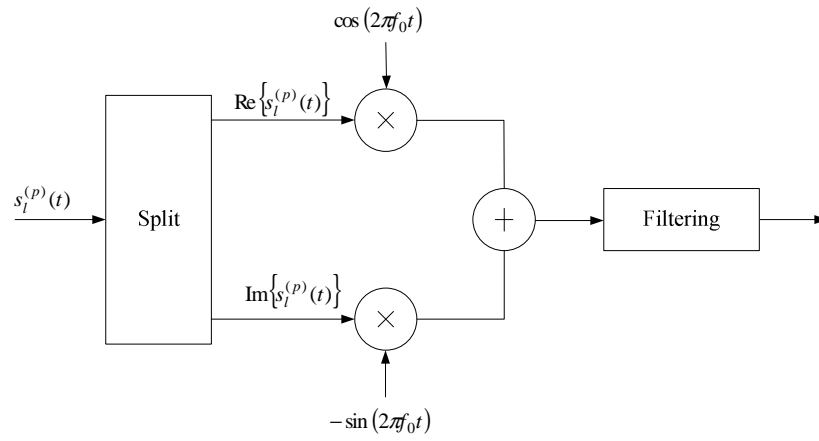 cos(2πf₀t)
Re{s_l^(p)(t)}
×
s_l^(p)(t)
Split
+
Filtering
Im{s_l^(p)(t)}
×
−sin(2πf₀t)